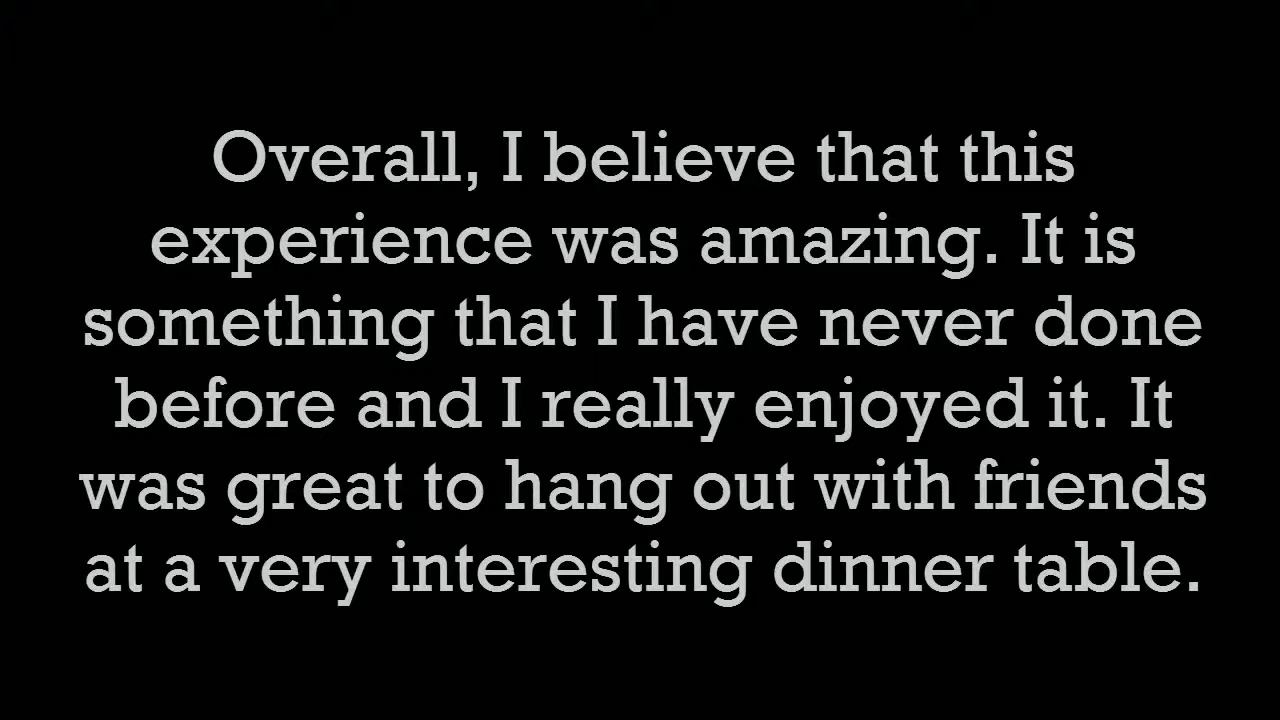 Overall, I believe that this
experience was amazing. It is
something that I have never done
before and I really enjoyed it. It
was great to hang out with friends
at a very interesting dinner table.